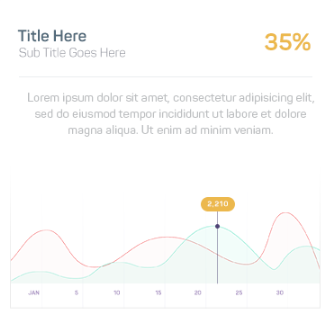 Title Here
35%
Sub Title Goes Here
Lorem ipsum dolor sit amet, consectetur adipisicing elit,
sed do eiusmod tempor incididunt ut labore et dolore
magna aliqua. Ut enim ad minim veniam.
2,210
JAN 5 10 15 20 25 30